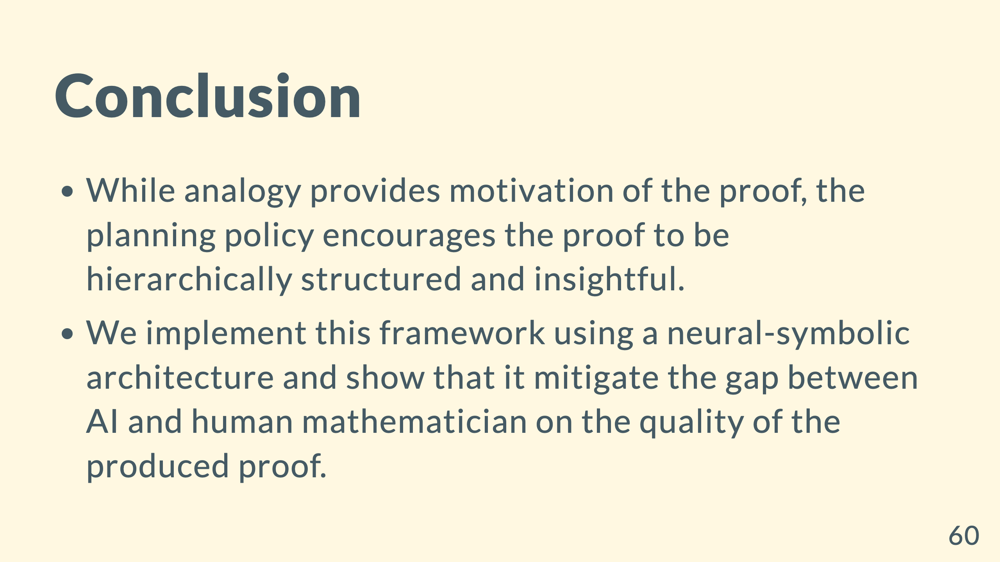 Conclusion
• While analogy provides motivation of the proof, the
planning policy encourages the proof to be
hierarchically structured and insightful.
• We implement this framework using a neural-symbolic
architecture and show that it mitigate the gap between
AI and human mathematician on the quality of the
produced proof.
60